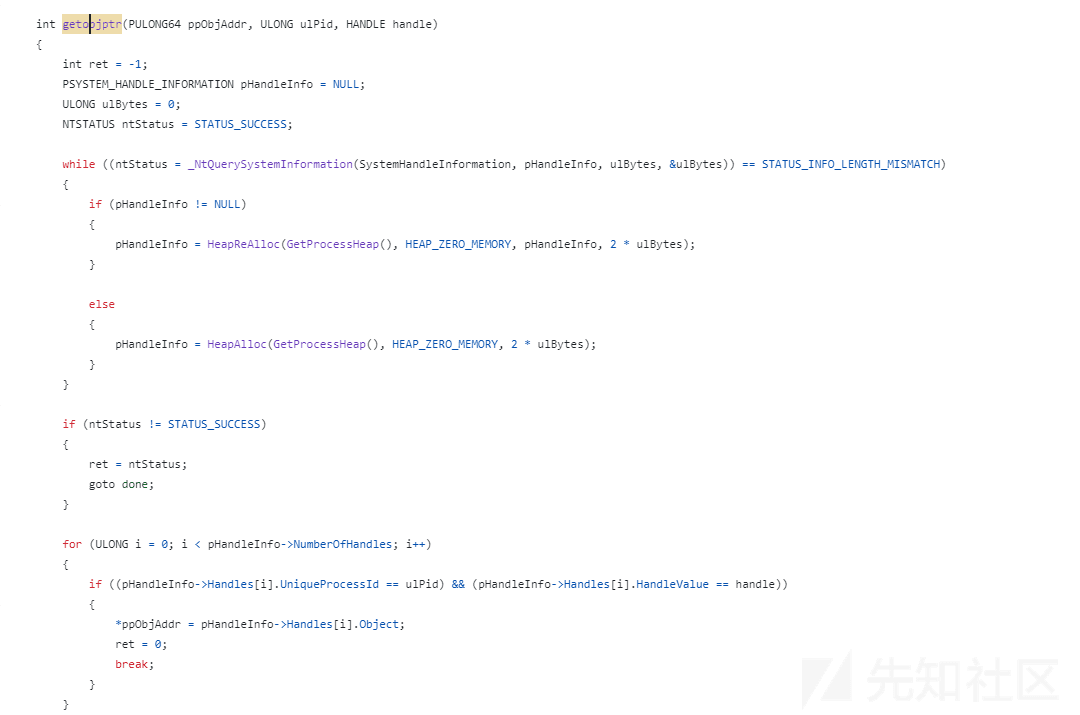 int getobjptr(PULONG64 ppObjAddr, ULONG ulPid, HANDLE handle)
{
    int ret = -1;
    PSYSTEM_HANDLE_INFORMATION pHandleInfo = NULL;
    ULONG ulBytes = 0;
    NTSTATUS ntStatus = STATUS_SUCCESS;

    while ((ntStatus = _NtQuerySystemInformation(SystemHandleInformation, pHandleInfo, ulBytes, &ulBytes)) == STATUS_INFO_LENGTH_MISMATCH)
    {
        if (pHandleInfo != NULL)
        {
            pHandleInfo = HeapReAlloc(GetProcessHeap(), HEAP_ZERO_MEMORY, pHandleInfo, 2 * ulBytes);
        }

        else
        {
            pHandleInfo = HeapAlloc(GetProcessHeap(), HEAP_ZERO_MEMORY, 2 * ulBytes);
        }
    }

    if (ntStatus != STATUS_SUCCESS)
    {
        ret = ntStatus;
        goto done;
    }

    for (ULONG i = 0; i < pHandleInfo->NumberOfHandles; i++)
    {
        if ((pHandleInfo->Handles[i].UniqueProcessId == ulPid) && (pHandleInfo->Handles[i].HandleValue == handle))
        {
            *ppObjAddr = pHandleInfo->Handles[i].Object;
            ret = 0;
            break;
        }
    }
先知社区